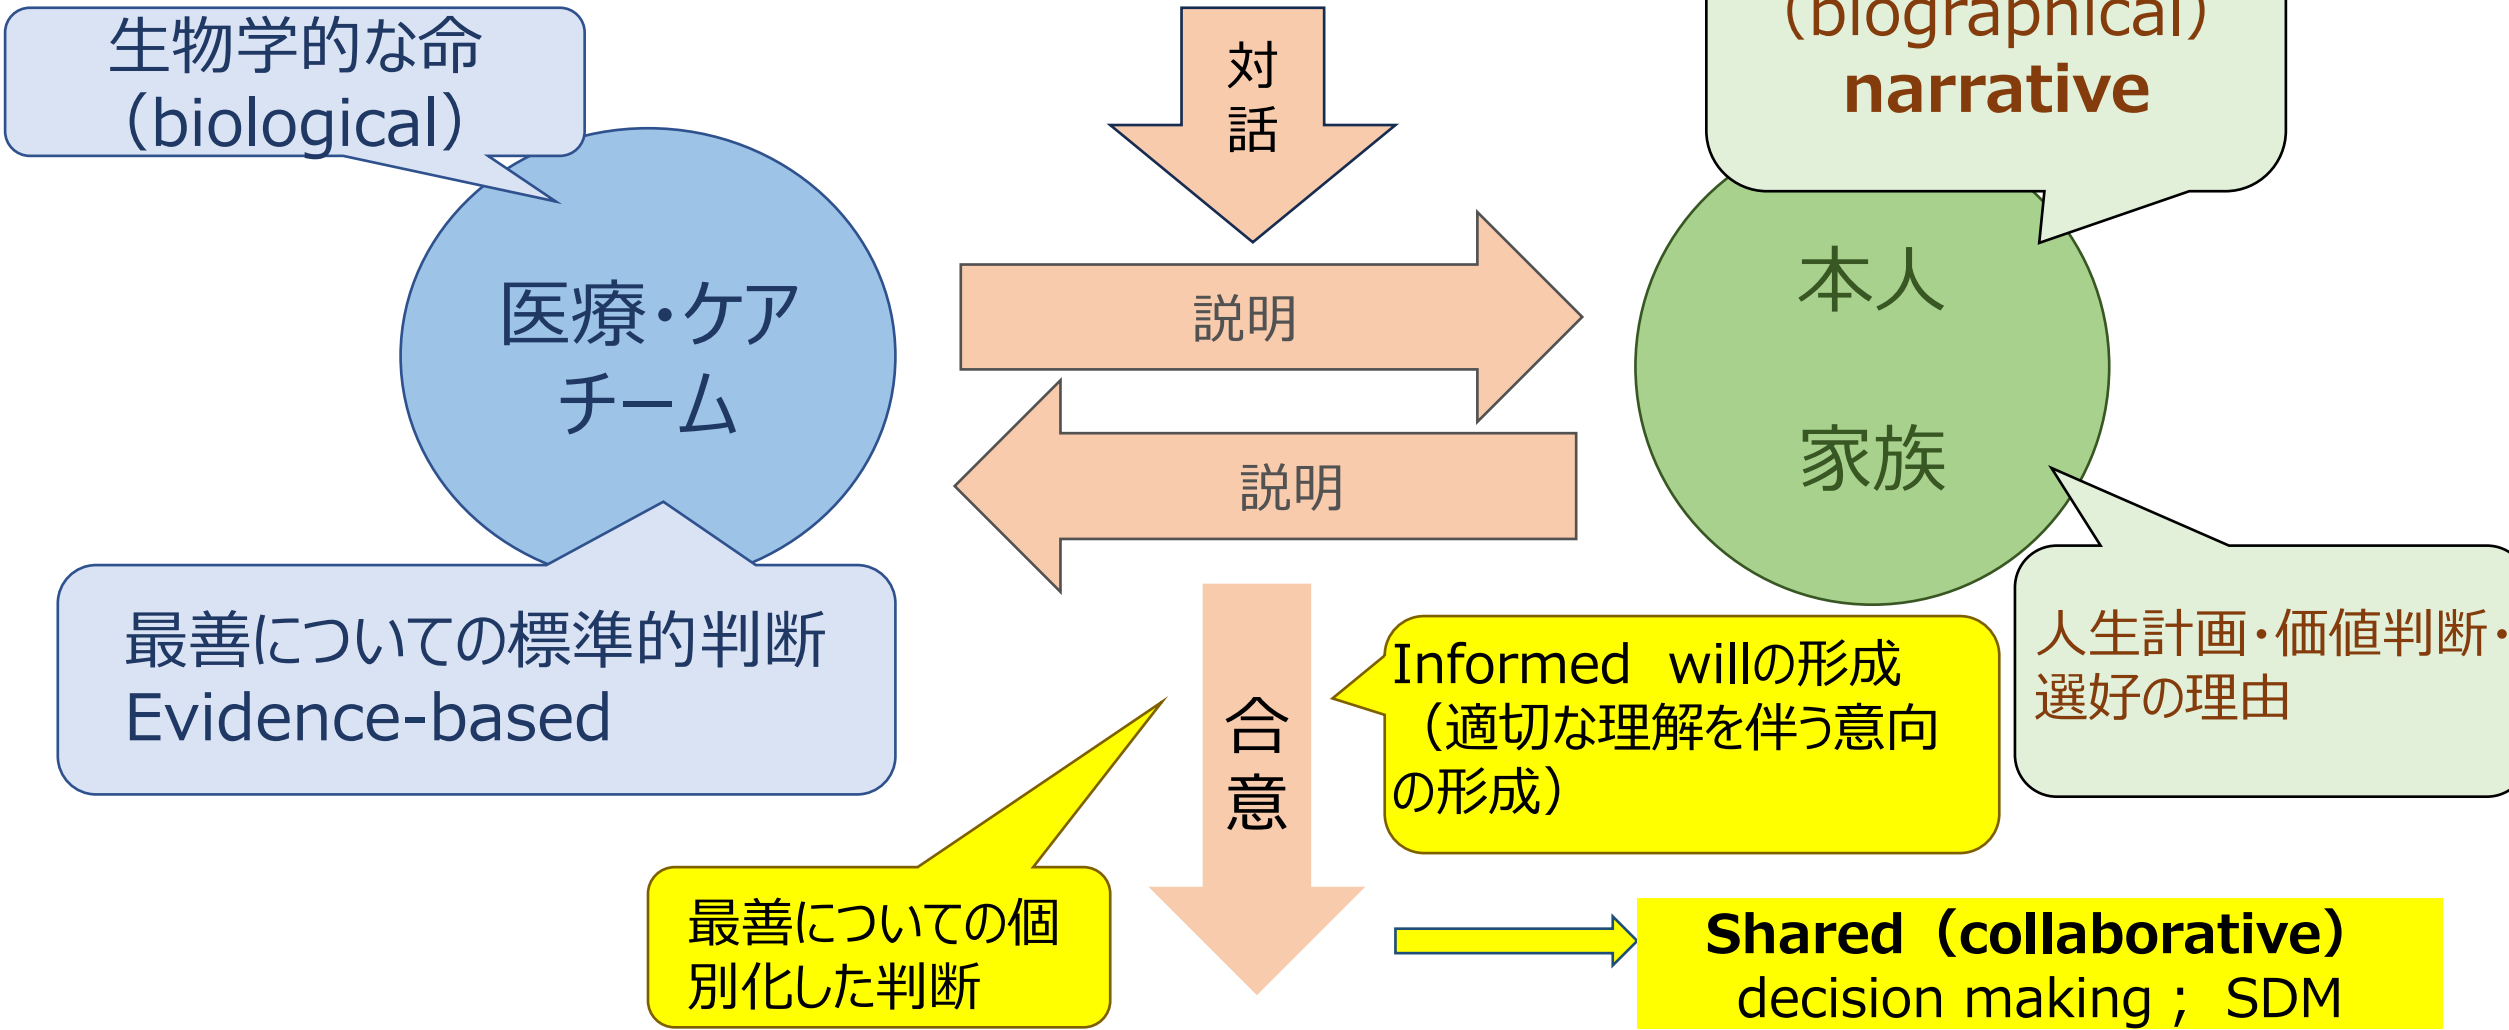 生物学的な命
（biological）
対
話
（biographical）
narrative
医療・ケア
チーム
説明
本人
説明
家族
最善についての標準的判断
Evidence-based
合
意
Informed willの形成
（適切な理解を伴う意向
の形成）
人生計画・価値判断・
選好の理由
最善についての個
別化した判断
Shared（collaborative）
decision making； SDM